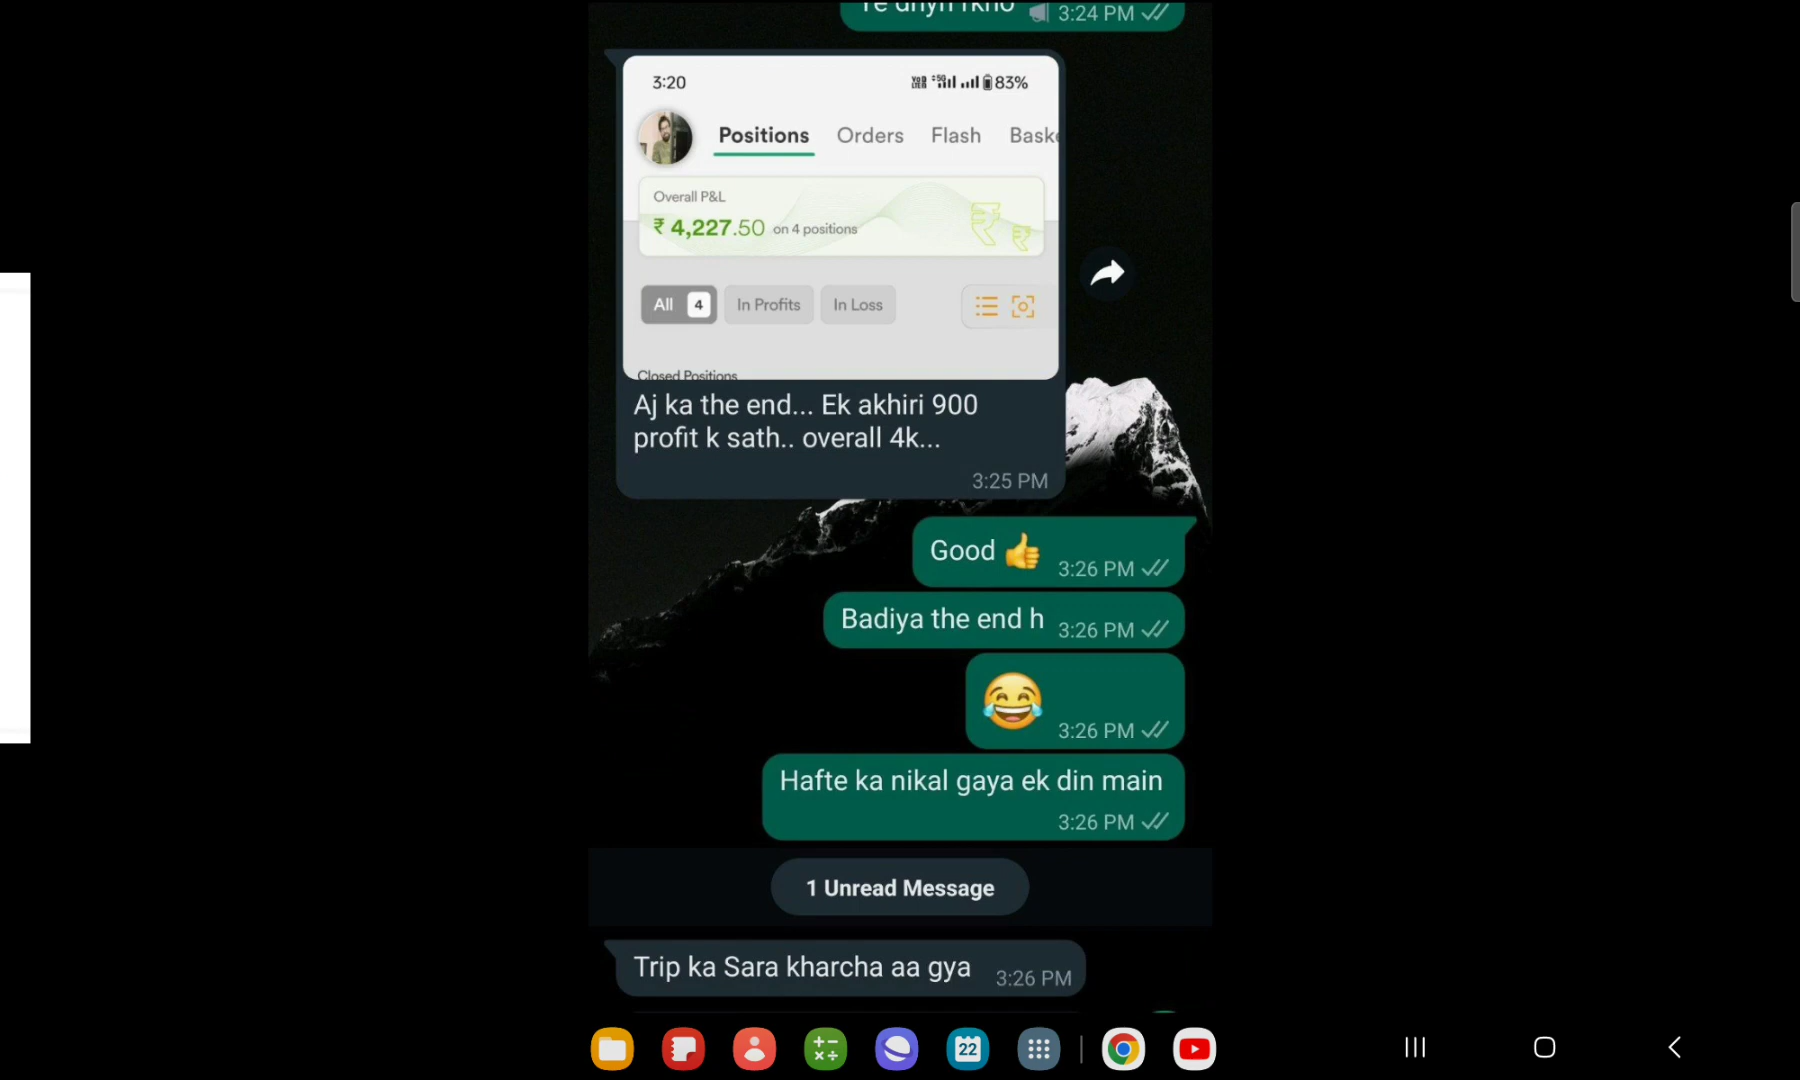 3:24 PM
3:20
83%
Positions Orders Flash
Overall P&L
₹ 4,227.50 on 4 positions
All 4 In Profits In Loss
Closed Positions
Aj ka the end... Ek akhiri 900
profit k sath.. overall 4k...
3:25 PM
Good 👍 3:26 PM
Badiya the end h 3:26 PM
😂 3:26 PM
Hafte ka nikal gaya ek din main
3:26 PM
1 Unread Message
Trip ka Sara kharcha aa gya 3:26 PM
22